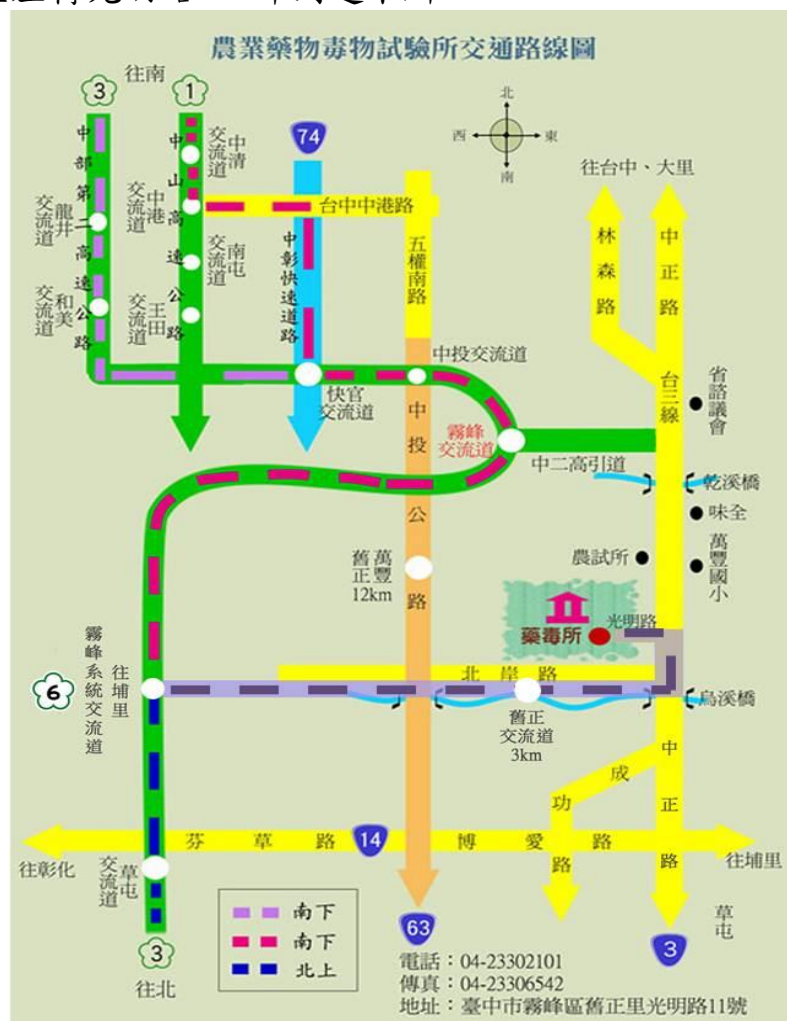 農業藥物毒物試驗所交通路線圖
往南
3
1
74
北
西
東
南
往台中、大里
中清交流道
中港交流道
南屯交流道
王田交流道
龍井交流道
和美交流道
中部第二高速公路
中山高速公路
台中中港路
中彰快速道路
五權南路
林森路
中正路
台三線
省諮議會
中投交流道
快官交流道
霧峰交流道
中二高引道
乾溪橋
味全
中投公路
農試所
萬豐國小
萬豐舊正12km
藥毒所
光明路
霧峰系統交流道
往埔里
6
北岸路
舊正交流道3km
烏溪橋
成功路
中正路
芬草路
14
博愛路
往彰化
往埔里
草屯交流道
草屯
南下
南下
北上
3
往北
63
3
電話：04-23302101
傳真：04-23306542
地址：臺中市霧峰區舊正里光明路11號